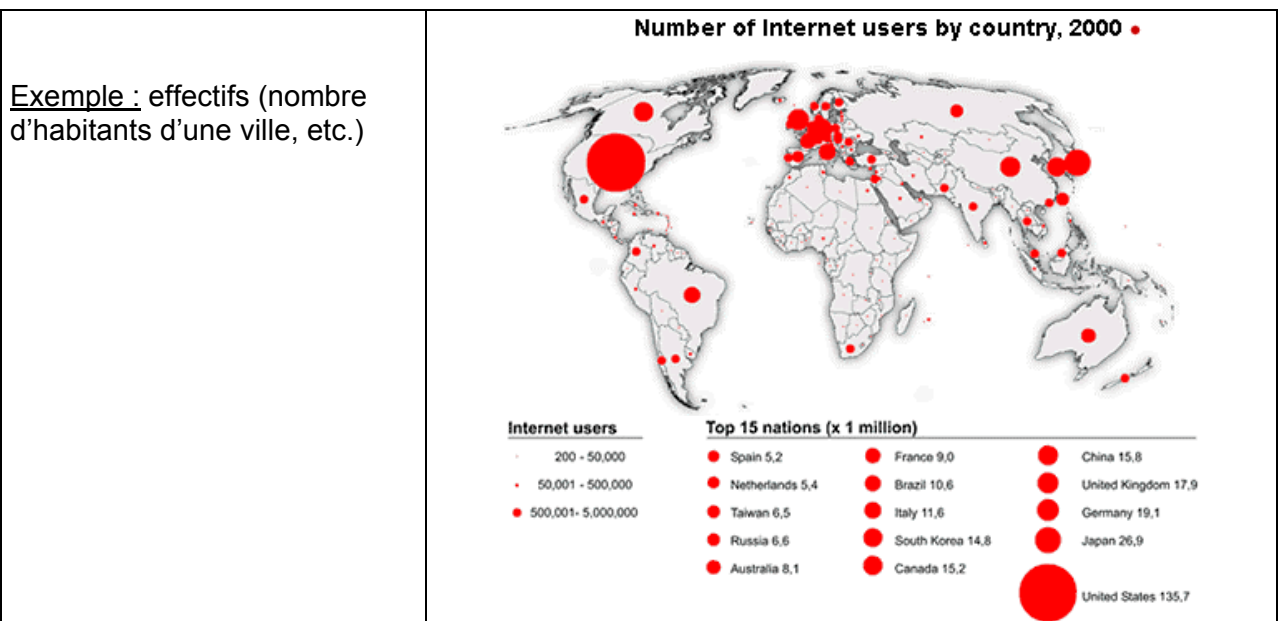 Exemple : effectifs (nombre
d’habitants d’une ville, etc.)
Number of Internet users by country, 2000
Internet users
200 - 50,000
50,001 - 500,000
500,001- 5,000,000
Top 15 nations (x 1 million)
Spain 5,2
Netherlands 5,4
Taiwan 6,5
Russia 6,6
Australia 8,1
France 9,0
Brazil 10,6
Italy 11,6
South Korea 14,8
Canada 15,2
China 15,8
United Kingdom 17,9
Germany 19,1
Japan 26,9
United States 135,7